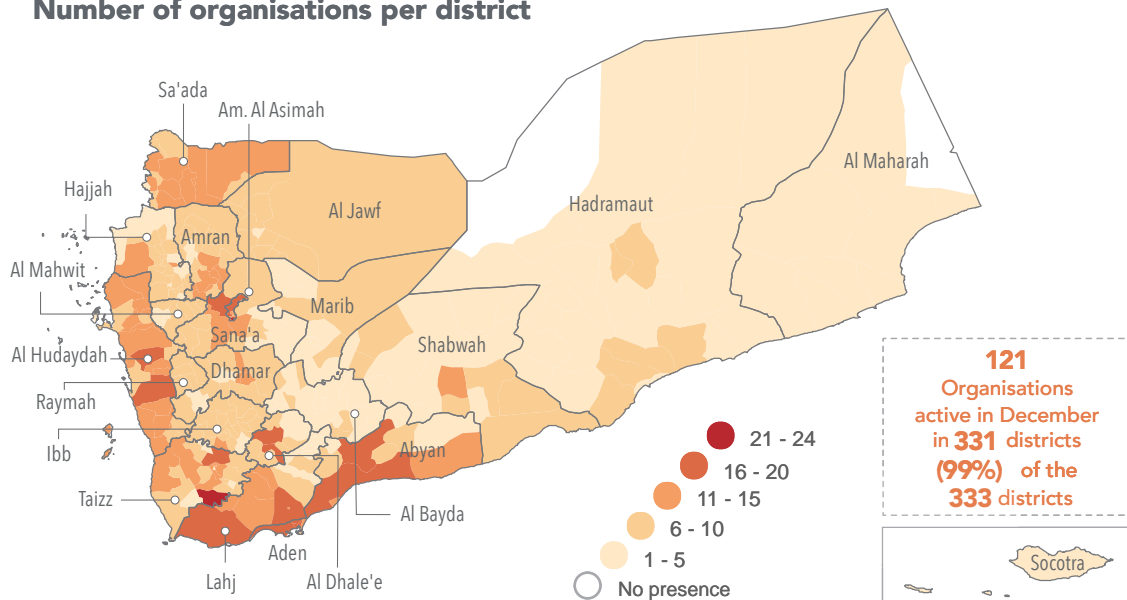 Number of organisations per district
Sa'ada
Am. Al Asimah
Hajjah
Al Maharah
Hadramaut
Al Jawf
Amran
Al Mahwit
Marib
Sana'a
Shabwah
Al Hudaydah
Dhamar
Raymah
Ibb
Abyan
Taizz
Al Bayda
Aden
Lahj
Al Dhale'e
21 - 24
16 - 20
11 - 15
6 - 10
1 - 5
No presence
121
Organisations
active in December
in 331 districts
(99%) of the
333 districts
Socotra